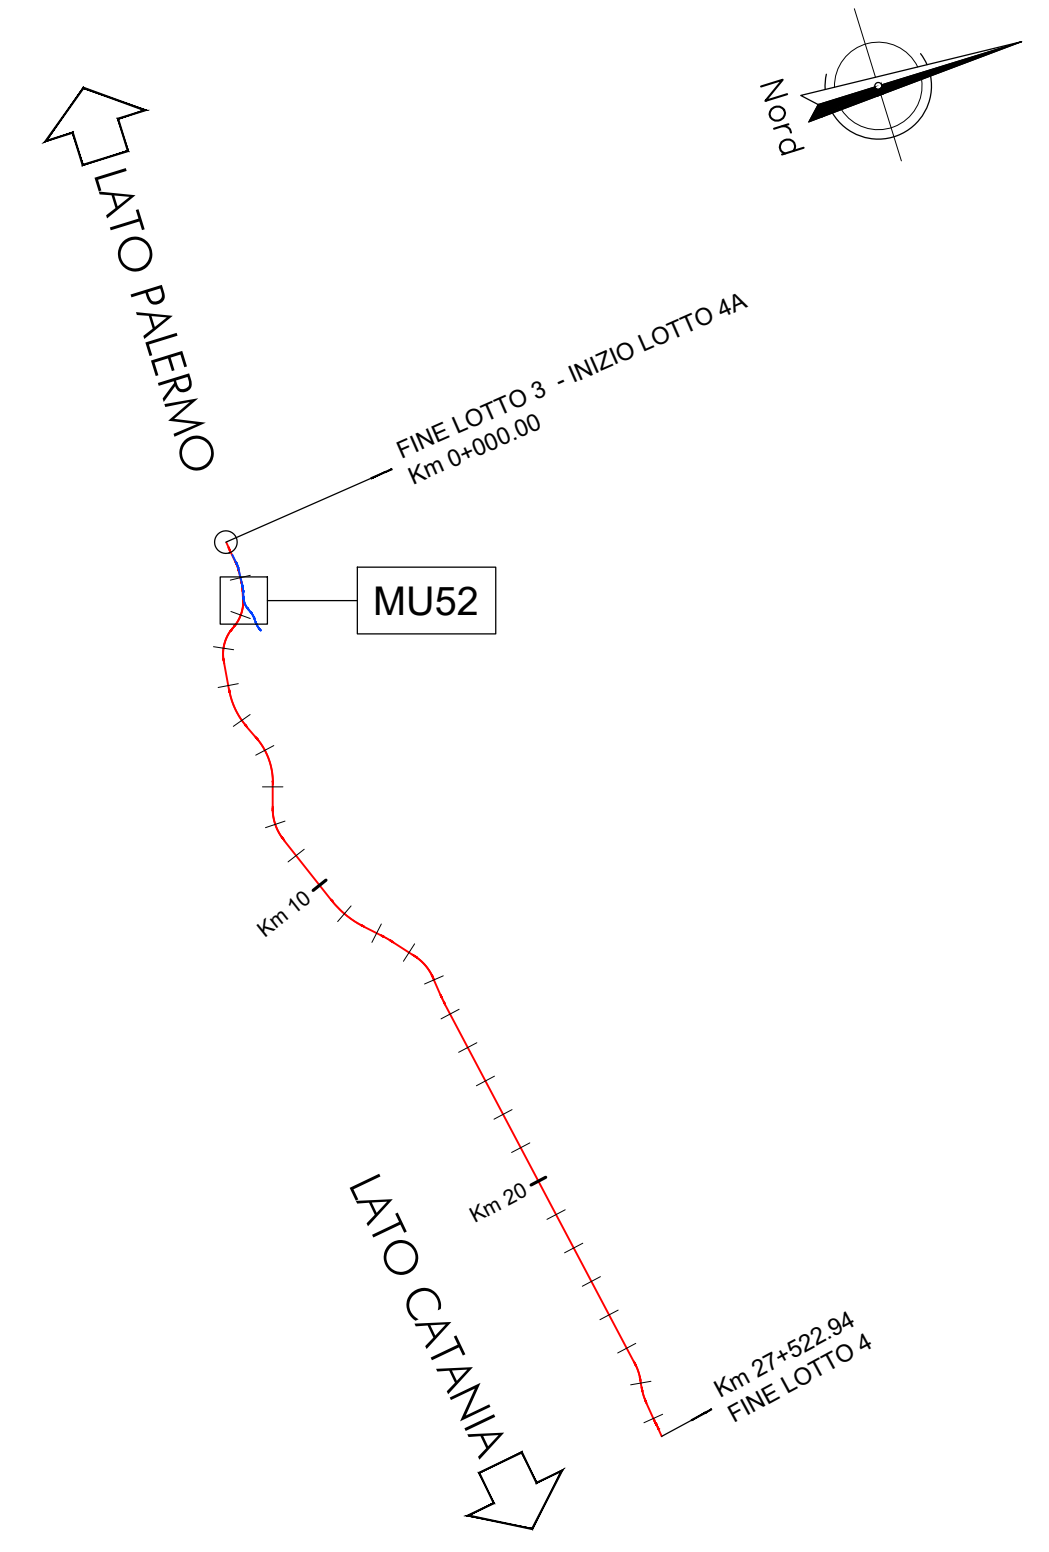 Nord
LATO PALERMO
FINE LOTTO 3 - INIZIO LOTTO 4A
Km 0+000.00
MU52
Km 10
Km 20
LATO CATANIA
Km 27+522.94
FINE LOTTO 4